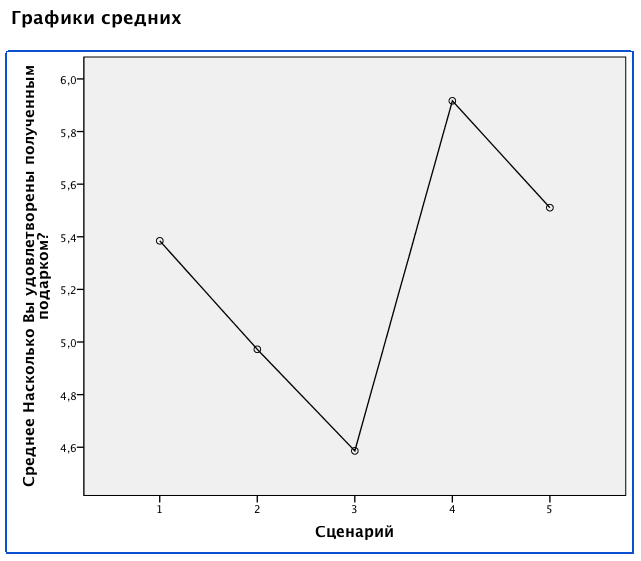 Графики средних
Среднее Насколько Вы удовлетворены полученным
подарком?
6,0
5,8
5,6
5,4
5,2
5,0
4,8
4,6
1 2 3 4 5
Сценарий